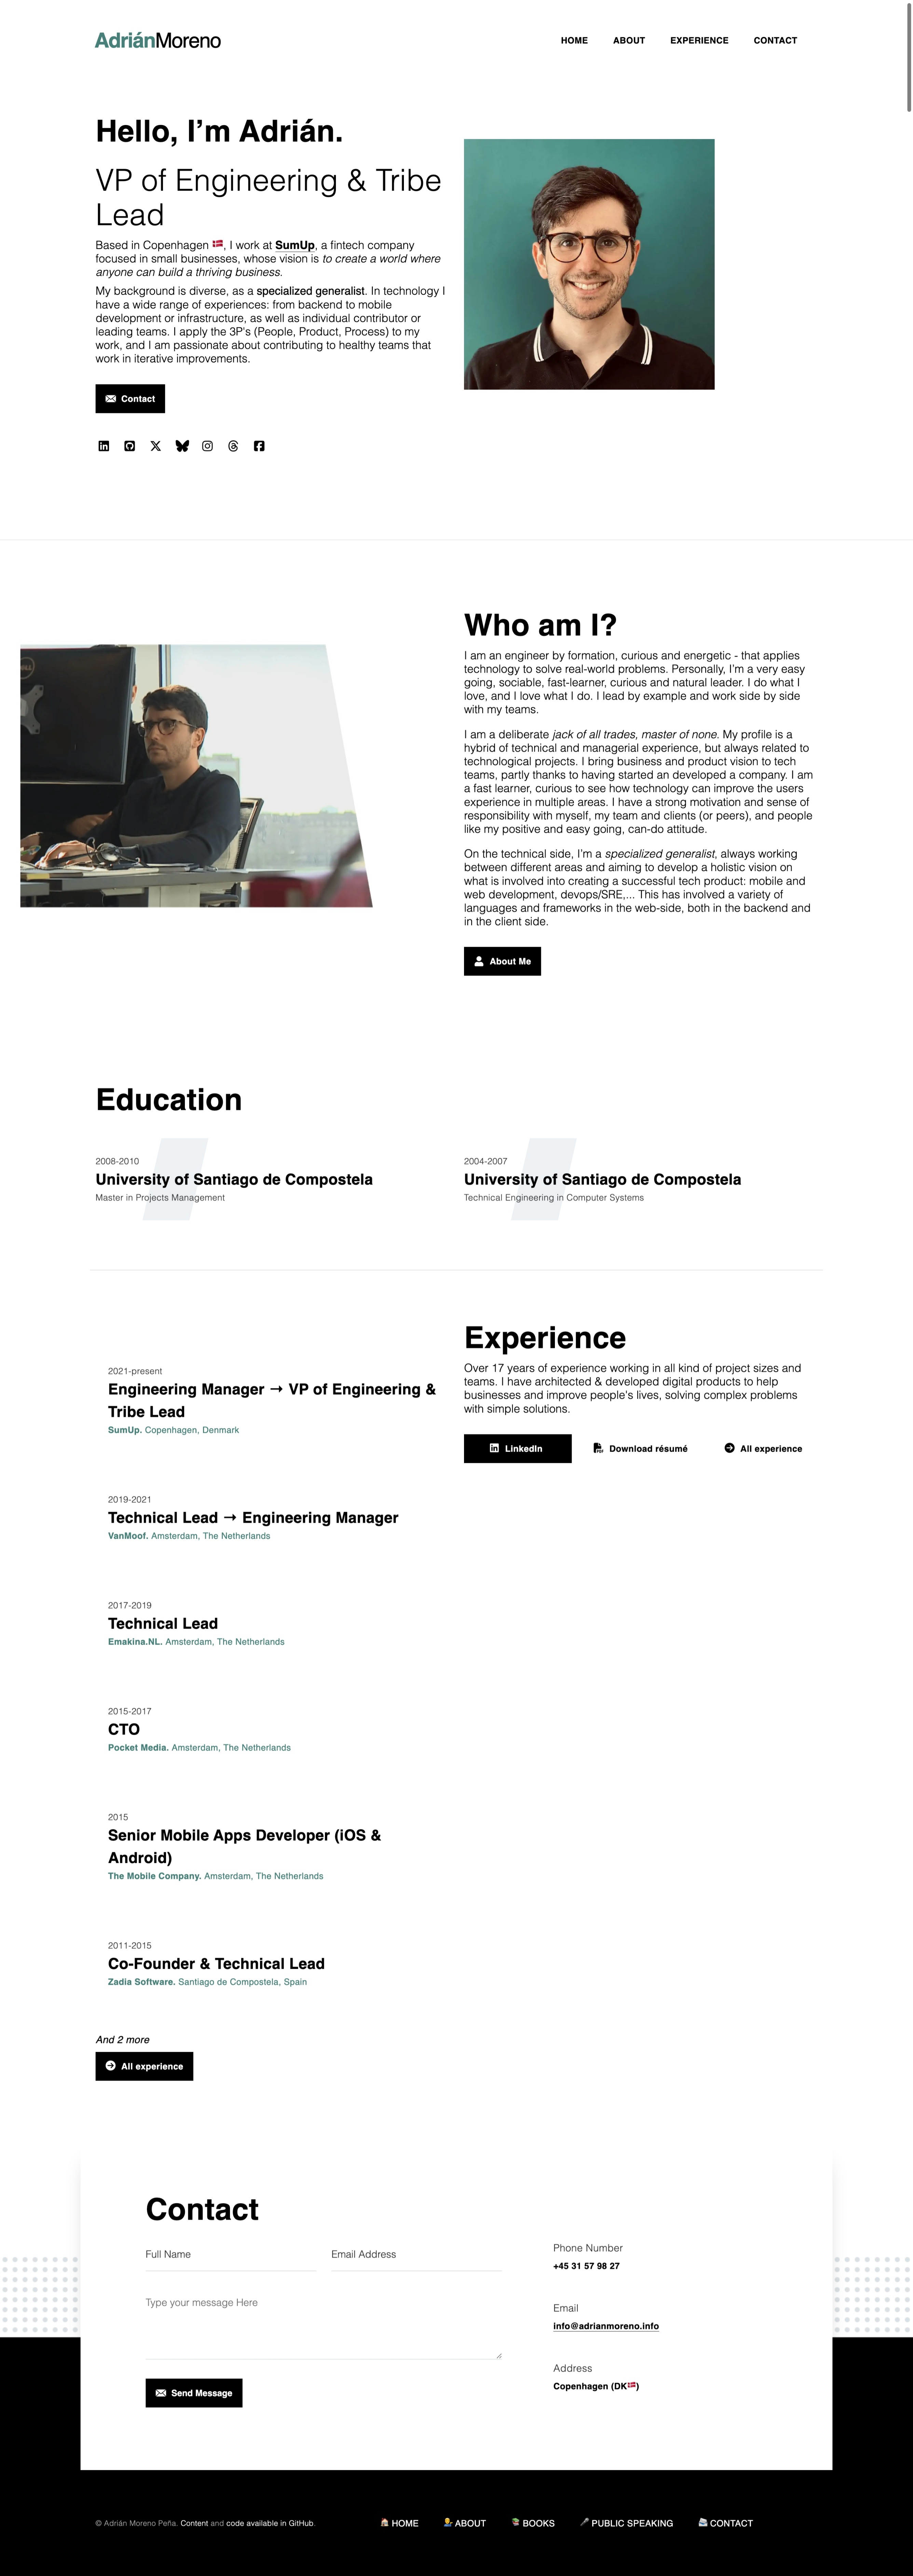 AdriánMoreno
HOME ABOUT EXPERIENCE CONTACT
Hello, I’m Adrián.
VP of Engineering & Tribe
Lead
Based in Copenhagen 🇩🇰, I work at SumUp, a fintech company
focused in small businesses, whose vision is to create a world where
anyone can build a thriving business.
My background is diverse, as a specialized generalist. In technology I
have a wide range of experiences: from backend to mobile
development or infrastructure, as well as individual contributor or
leading teams. I apply the 3P's (People, Product, Process) to my
work, and I am passionate about contributing to healthy teams that
work in iterative improvements.
Contact
DELL
Who am I?
I am an engineer by formation, curious and energetic - that applies
technology to solve real-world problems. Personally, I’m a very easy
going, sociable, fast-learner, curious and natural leader. I do what I
love, and I love what I do. I lead by example and work side by side
with my teams.
I am a deliberate jack of all trades, master of none. My profile is a
hybrid of technical and managerial experience, but always related to
technological projects. I bring business and product vision to tech
teams, partly thanks to having started an developed a company. I am
a fast learner, curious to see how technology can improve the users
experience in multiple areas. I have a strong motivation and sense of
responsibility with myself, my team and clients (or peers), and people
like my positive and easy going, can-do attitude.
On the technical side, I’m a specialized generalist, always working
between different areas and aiming to develop a holistic vision on
what is involved into creating a successful tech product: mobile and
web development, devops/SRE,... This has involved a variety of
languages and frameworks in the web-side, both in the backend and
in the client side.
About Me
Education
2008-2010
University of Santiago de Compostela
Master in Projects Management
2004-2007
University of Santiago de Compostela
Technical Engineering in Computer Systems
Experience
Over 17 years of experience working in all kind of project sizes and
teams. I have architected & developed digital products to help
businesses and improve people's lives, solving complex problems
with simple solutions.
LinkedIn Download résumé All experience
2021-present
Engineering Manager → VP of Engineering &
Tribe Lead
SumUp. Copenhagen, Denmark
2019-2021
Technical Lead → Engineering Manager
VanMoof. Amsterdam, The Netherlands
2017-2019
Technical Lead
Emakina.NL. Amsterdam, The Netherlands
2015-2017
CTO
Pocket Media. Amsterdam, The Netherlands
2015
Senior Mobile Apps Developer (iOS &
Android)
The Mobile Company. Amsterdam, The Netherlands
2011-2015
Co-Founder & Technical Lead
Zadia Software. Santiago de Compostela, Spain
And 2 more
All experience
Contact
Full Name Email Address
Type your message Here
Send Message
Phone Number
+45 31 57 98 27
Email
info@adrianmoreno.info
Address
Copenhagen (DK🇩🇰)
© Adrián Moreno Peña. Content and code available in GitHub.
HOME ABOUT BOOKS PUBLIC SPEAKING CONTACT